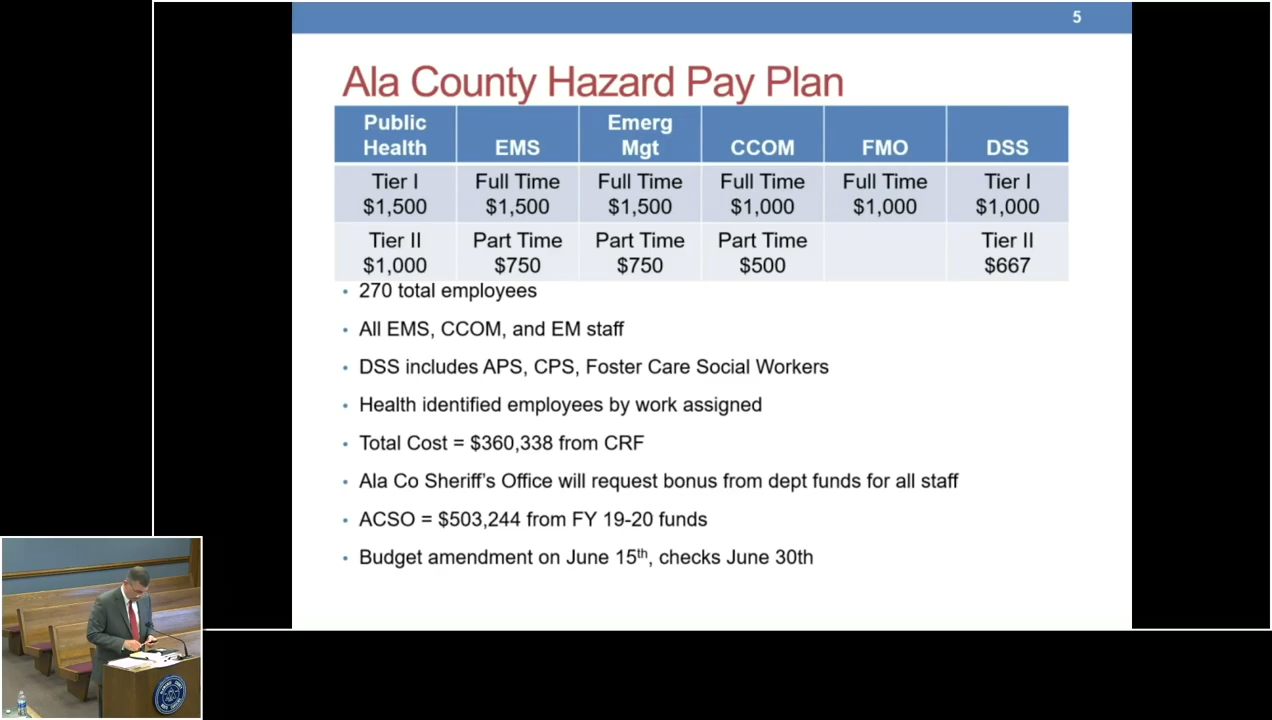 5
Ala County Hazard Pay Plan
Public Health EMS Emerg Mgt CCOM FMO DSS
Tier I $1,500 Full Time $1,500 Full Time $1,500 Full Time $1,000 Full Time $1,000 Tier I $1,000
Tier II $1,000 Part Time $750 Part Time $750 Part Time $500 Tier II $667
• 270 total employees
• All EMS, CCOM, and EM staff
• DSS includes APS, CPS, Foster Care Social Workers
• Health identified employees by work assigned
• Total Cost = $360,338 from CRF
• Ala Co Sheriff's Office will request bonus from dept funds for all staff
• ACSO = $503,244 from FY 19-20 funds
• Budget amendment on June 15th, checks June 30th